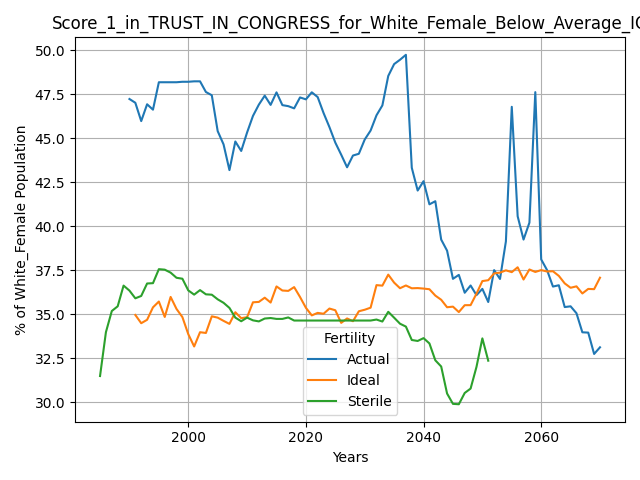 Score_1_in_TRUST_IN_CONGRESS_for_White_Female_Below_Average_IQ
50.0
47.5
45.0
42.5
40.0
37.5
35.0
32.5
30.0
% of White_Female Population
Fertility
Actual
Ideal
Sterile
2000
2020
2040
2060
Years